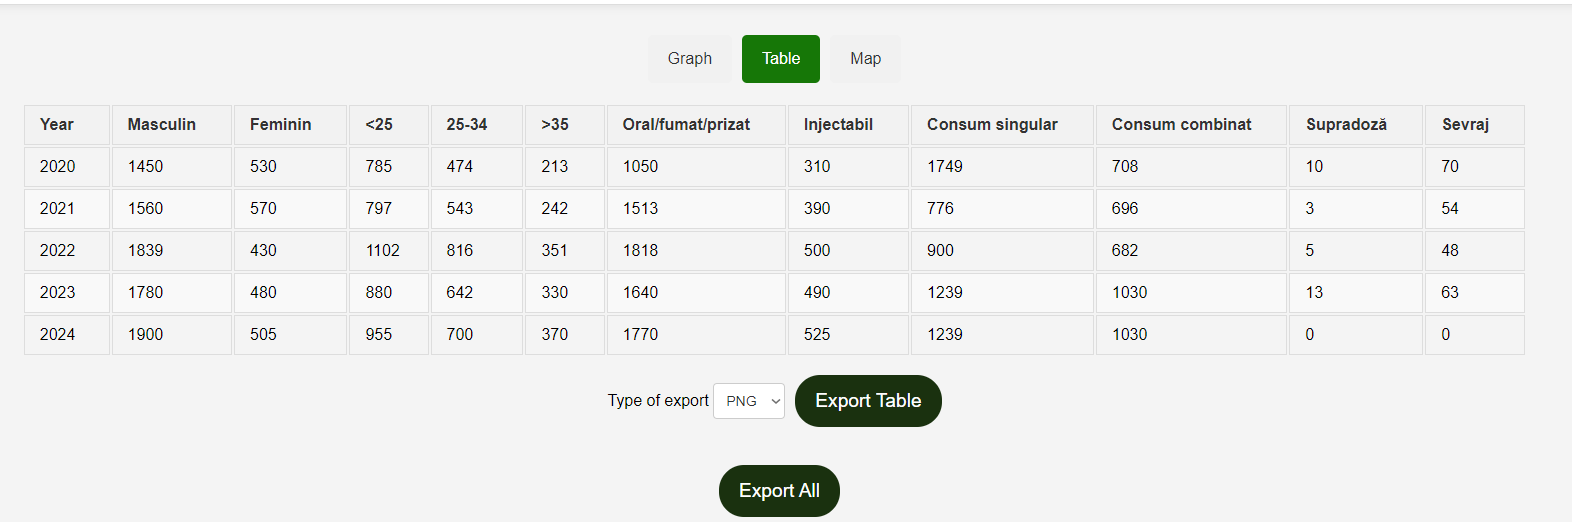 Graph Table Map
Year Masculin Feminin <25 25-34 >35 Oral/fumat/prizat Injectabil Consum singular Consum combinat Supradoză Sevraj
2020 1450 530 785 474 213 1050 310 1749 708 10 70
2021 1560 570 797 543 242 1513 390 776 696 3 54
2022 1839 430 1102 816 351 1818 500 900 682 5 48
2023 1780 480 880 642 330 1640 490 1239 1030 13 63
2024 1900 505 955 700 370 1770 525 1239 1030 0 0
Type of export PNG Export Table
Export All